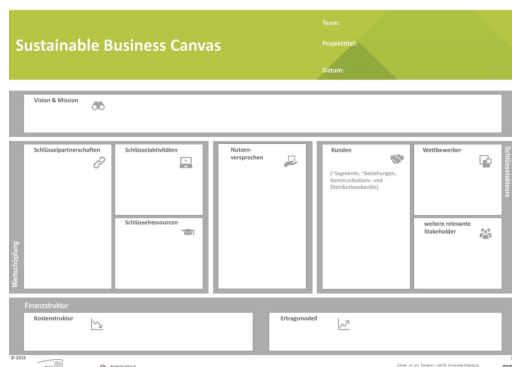 Sustainable Business Canvas
Team:
Projekttitel:
Datum:
Vision & Mission
Schlüsselpartnerschaften
Schlüsselaktivitäten
Schlüsselressourcen
Wertschöpfung
Nutzen-
versprechen
Kunden
(*Segmente, *Beziehungen,
Kommunikations- und
Distributionskanäle)
Wettbewerber
weitere relevante
Stakeholder
Schlüsselakteure
Finanzstruktur
Kostenstruktur
Ertragsmodell
© 2015